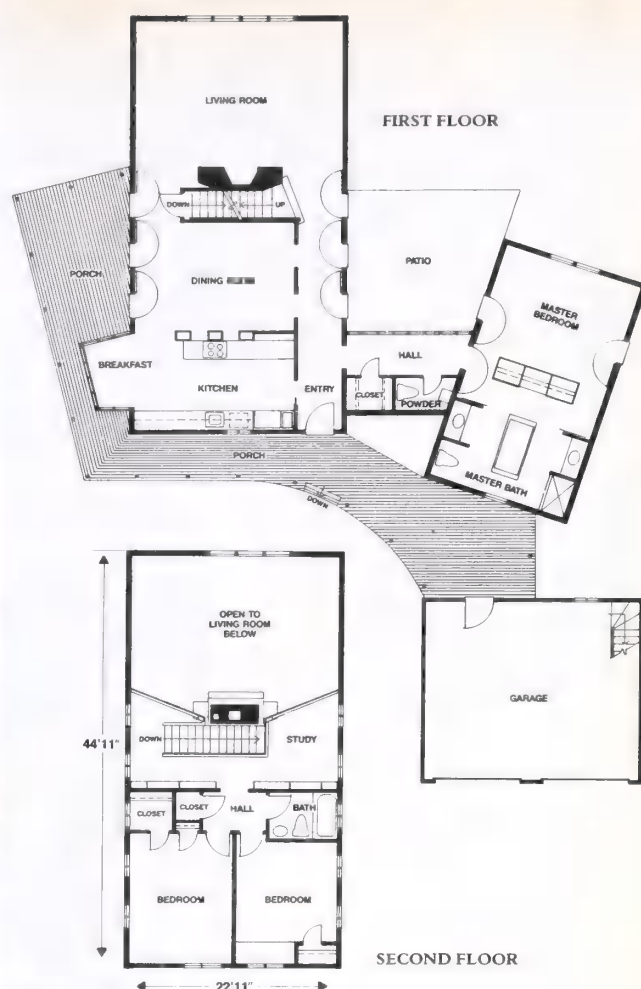 FIRST FLOOR
LIVING ROOM
DOWN
UP
PORCH
DINING
PATIO
MASTER
BEDROOM
BREAKFAST
HALL
KITCHEN
ENTRY
CLOSET
POWDER
MASTER BATH
PORCH
DOWN
GARAGE
OPEN TO
LIVING ROOM
BELOW
44'11"
DOWN
STUDY
CLOSET
CLOSET
HALL
BATH
BEDROOM
BEDROOM
SECOND FLOOR
22'11"